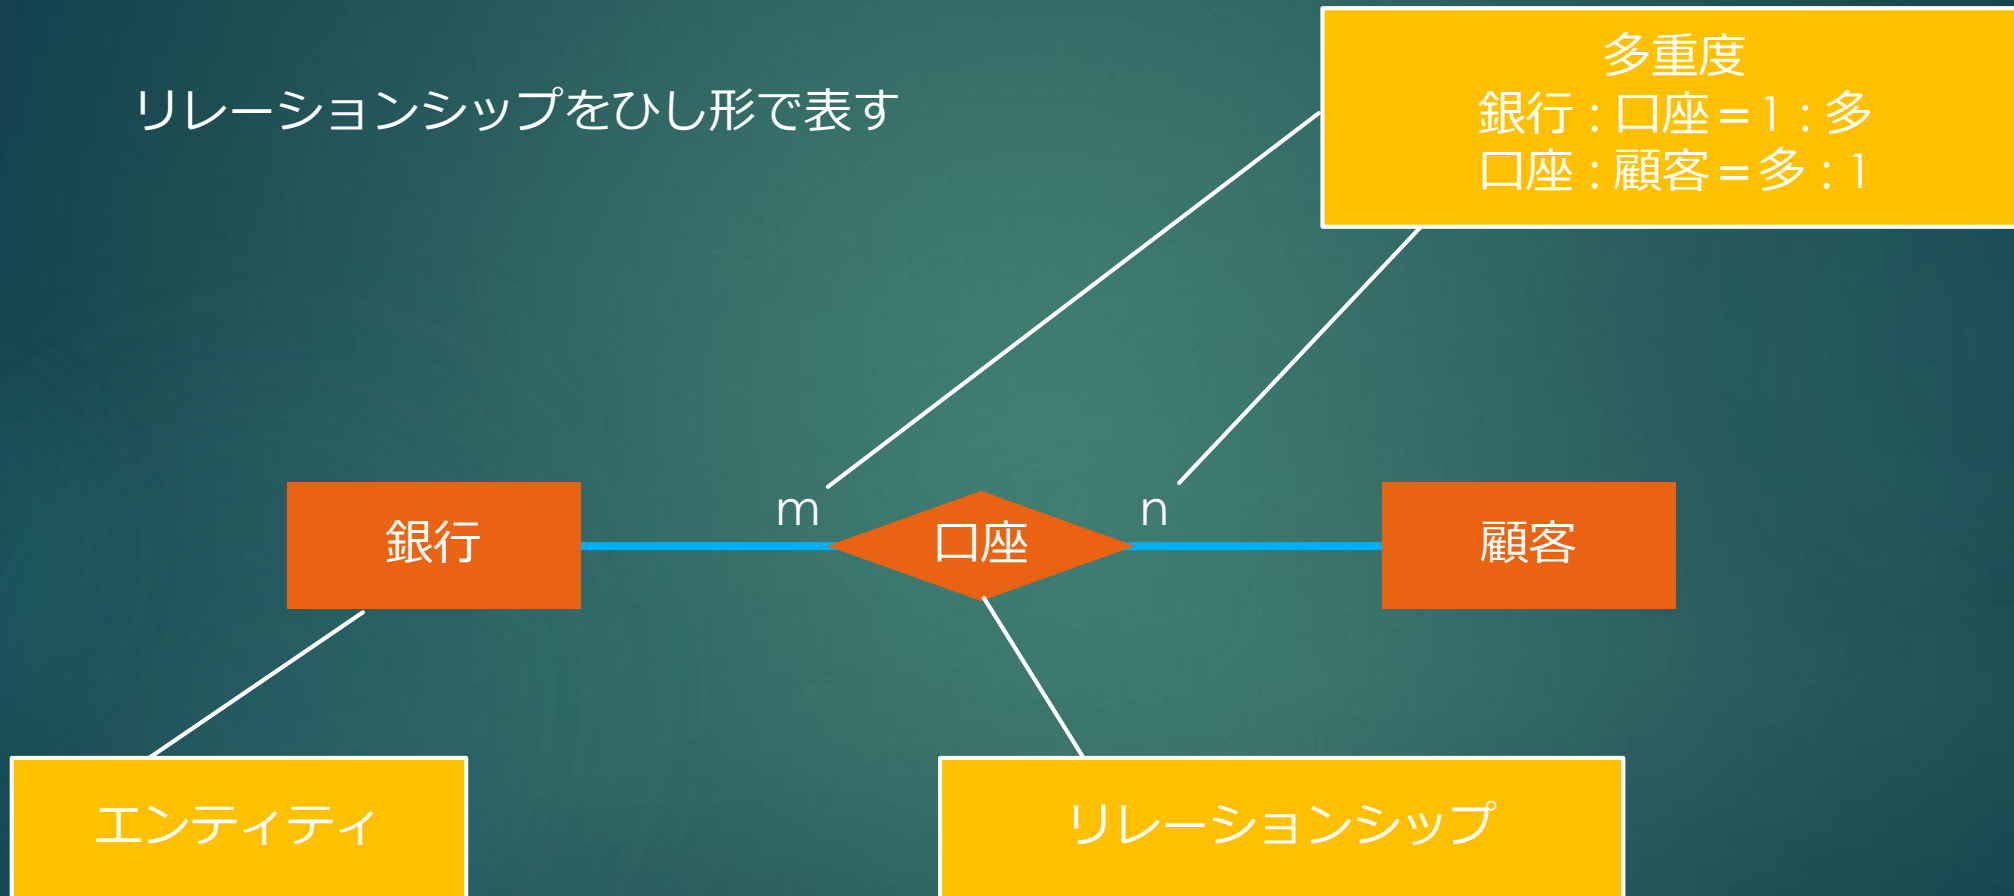 リレーションシップをひし形で表す
多重度
銀行:口座=1:多
口座:顧客=多:1
銀行
m
口座
n
顧客
エンティティ
リレーションシップ